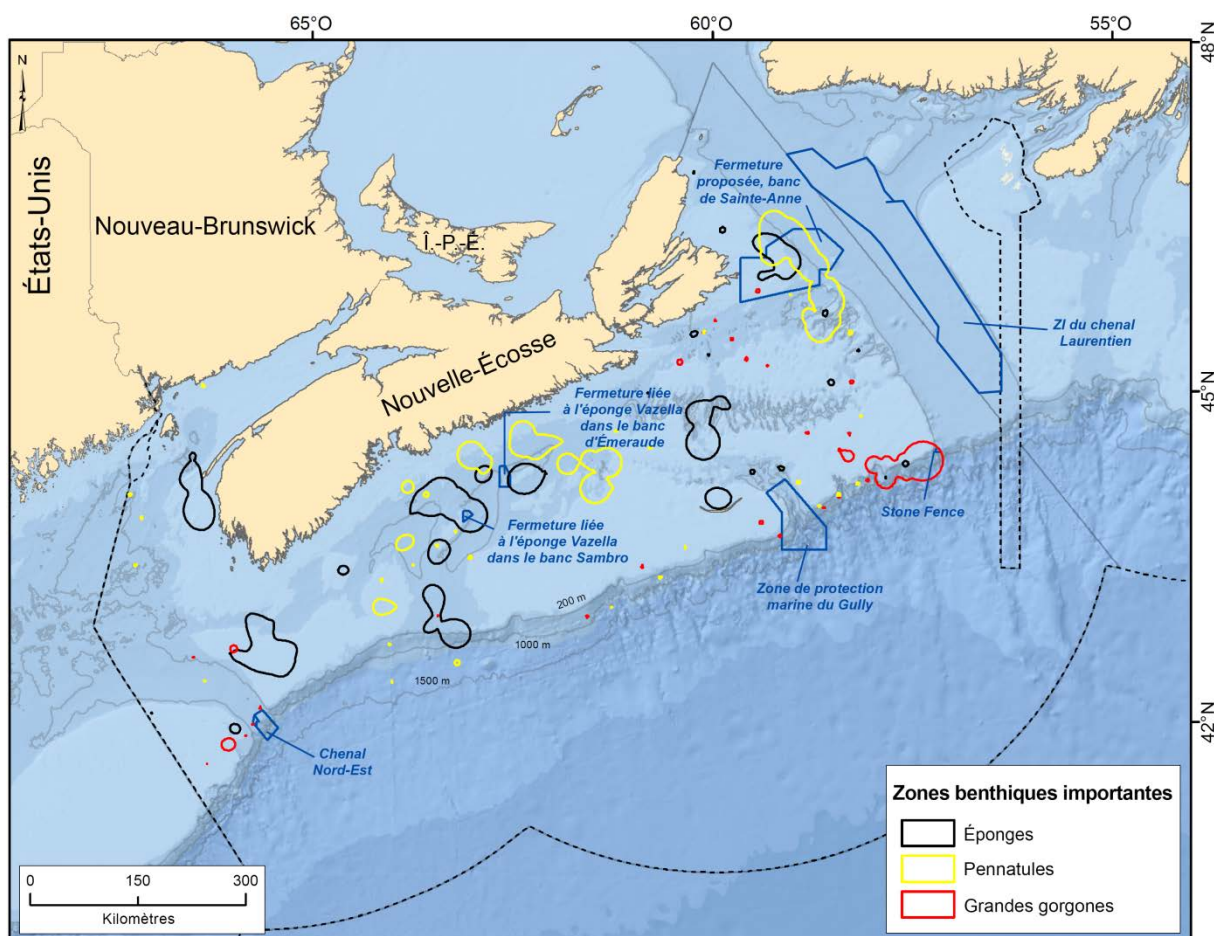 65°O
60°O
55°O
48°N
N
États-Unis
Nouveau-Brunswick
Î.-P.-É.
Fermeture
proposée, banc
de Sainte-Anne
ZI du chenal
Laurentien
45°N
Nouvelle-Écosse
Fermeture liée
à l'éponge Vazella
dans le banc
d'Émeraude
Fermeture liée
à l'éponge Vazella
dans le banc Sambro
Stone Fence
Zone de protection
marine du Gully
200 m
1000 m
1500 m
42°N
Chenal
Nord-Est
Zones benthiques importantes
Éponges
Pennatules
Grandes gorgones
0 150 300
Kilomètres